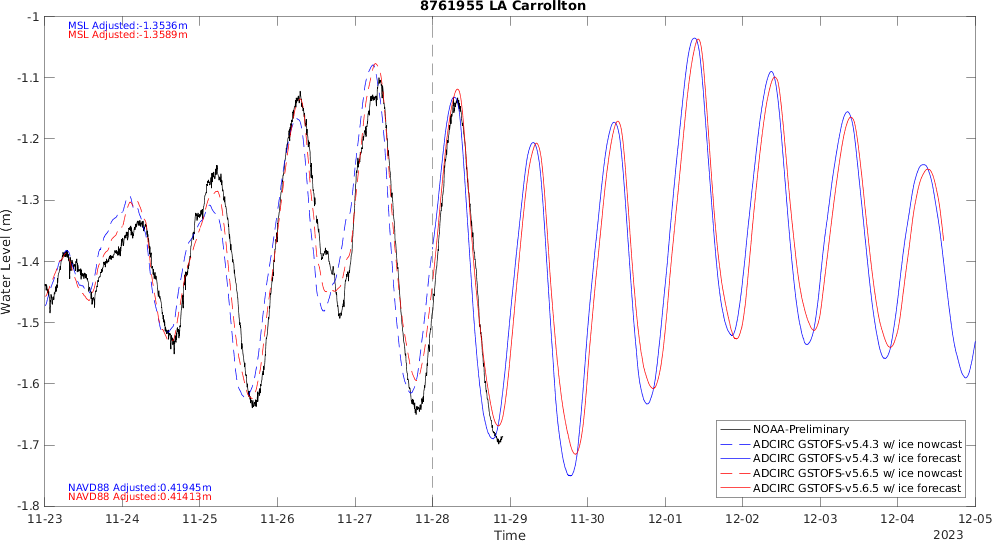 8761955 LA Carrollton
MSL Adjusted:-1.3536m
MSL Adjusted:-1.3589m
-1
-1.1
-1.2
-1.3
-1.4
-1.5
-1.6
-1.7
-1.8
Water Level (m)
NOAA-Preliminary
ADCIRC GSTOFS-v5.4.3 w/ ice nowcast
ADCIRC GSTOFS-v5.4.3 w/ ice forecast
ADCIRC GSTOFS-v5.6.5 w/ ice nowcast
ADCIRC GSTOFS-v5.6.5 w/ ice forecast
NAVD88 Adjusted:0.41945m
NAVD88 Adjusted:0.41413m
11-23 11-24 11-25 11-26 11-27 11-28 11-29 11-30 12-01 12-02 12-03 12-04 12-05
Time
2023